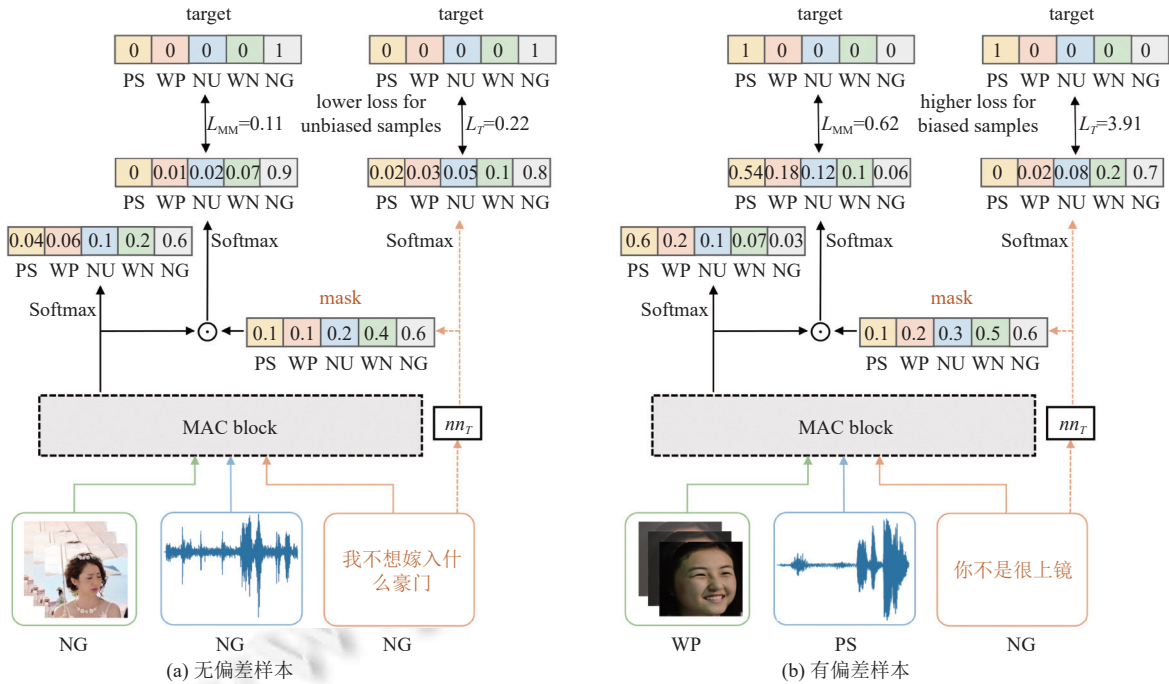 target
target
0 0 0 0 1
0 0 0 0 1
PS WP NU WN NG
PS WP NU WN NG
lower loss for
unbiased samples
L_MM=0.11
L_T=0.22
0 0.01 0.02 0.07 0.9
0.02 0.03 0.05 0.1 0.8
PS WP NU WN NG
PS WP NU WN NG
0.04 0.06 0.1 0.2 0.6
PS WP NU WN NG
Softmax
Softmax
Softmax
mask
0.1 0.1 0.2 0.4 0.6
PS WP NU WN NG
MAC block
nn_T
我不想嫁入什
么豪门
NG
NG
NG
(a) 无偏差样本
target
target
1 0 0 0 0
1 0 0 0 0
PS WP NU WN NG
PS WP NU WN NG
higher loss for
biased samples
L_MM=0.62
L_T=3.91
0.54 0.18 0.12 0.1 0.06
0 0.02 0.08 0.2 0.7
PS WP NU WN NG
PS WP NU WN NG
0.6 0.2 0.1 0.07 0.03
PS WP NU WN NG
Softmax
Softmax
Softmax
mask
0.1 0.2 0.3 0.5 0.6
PS WP NU WN NG
MAC block
nn_T
你不是很上镜
WP
PS
NG
(b) 有偏差样本